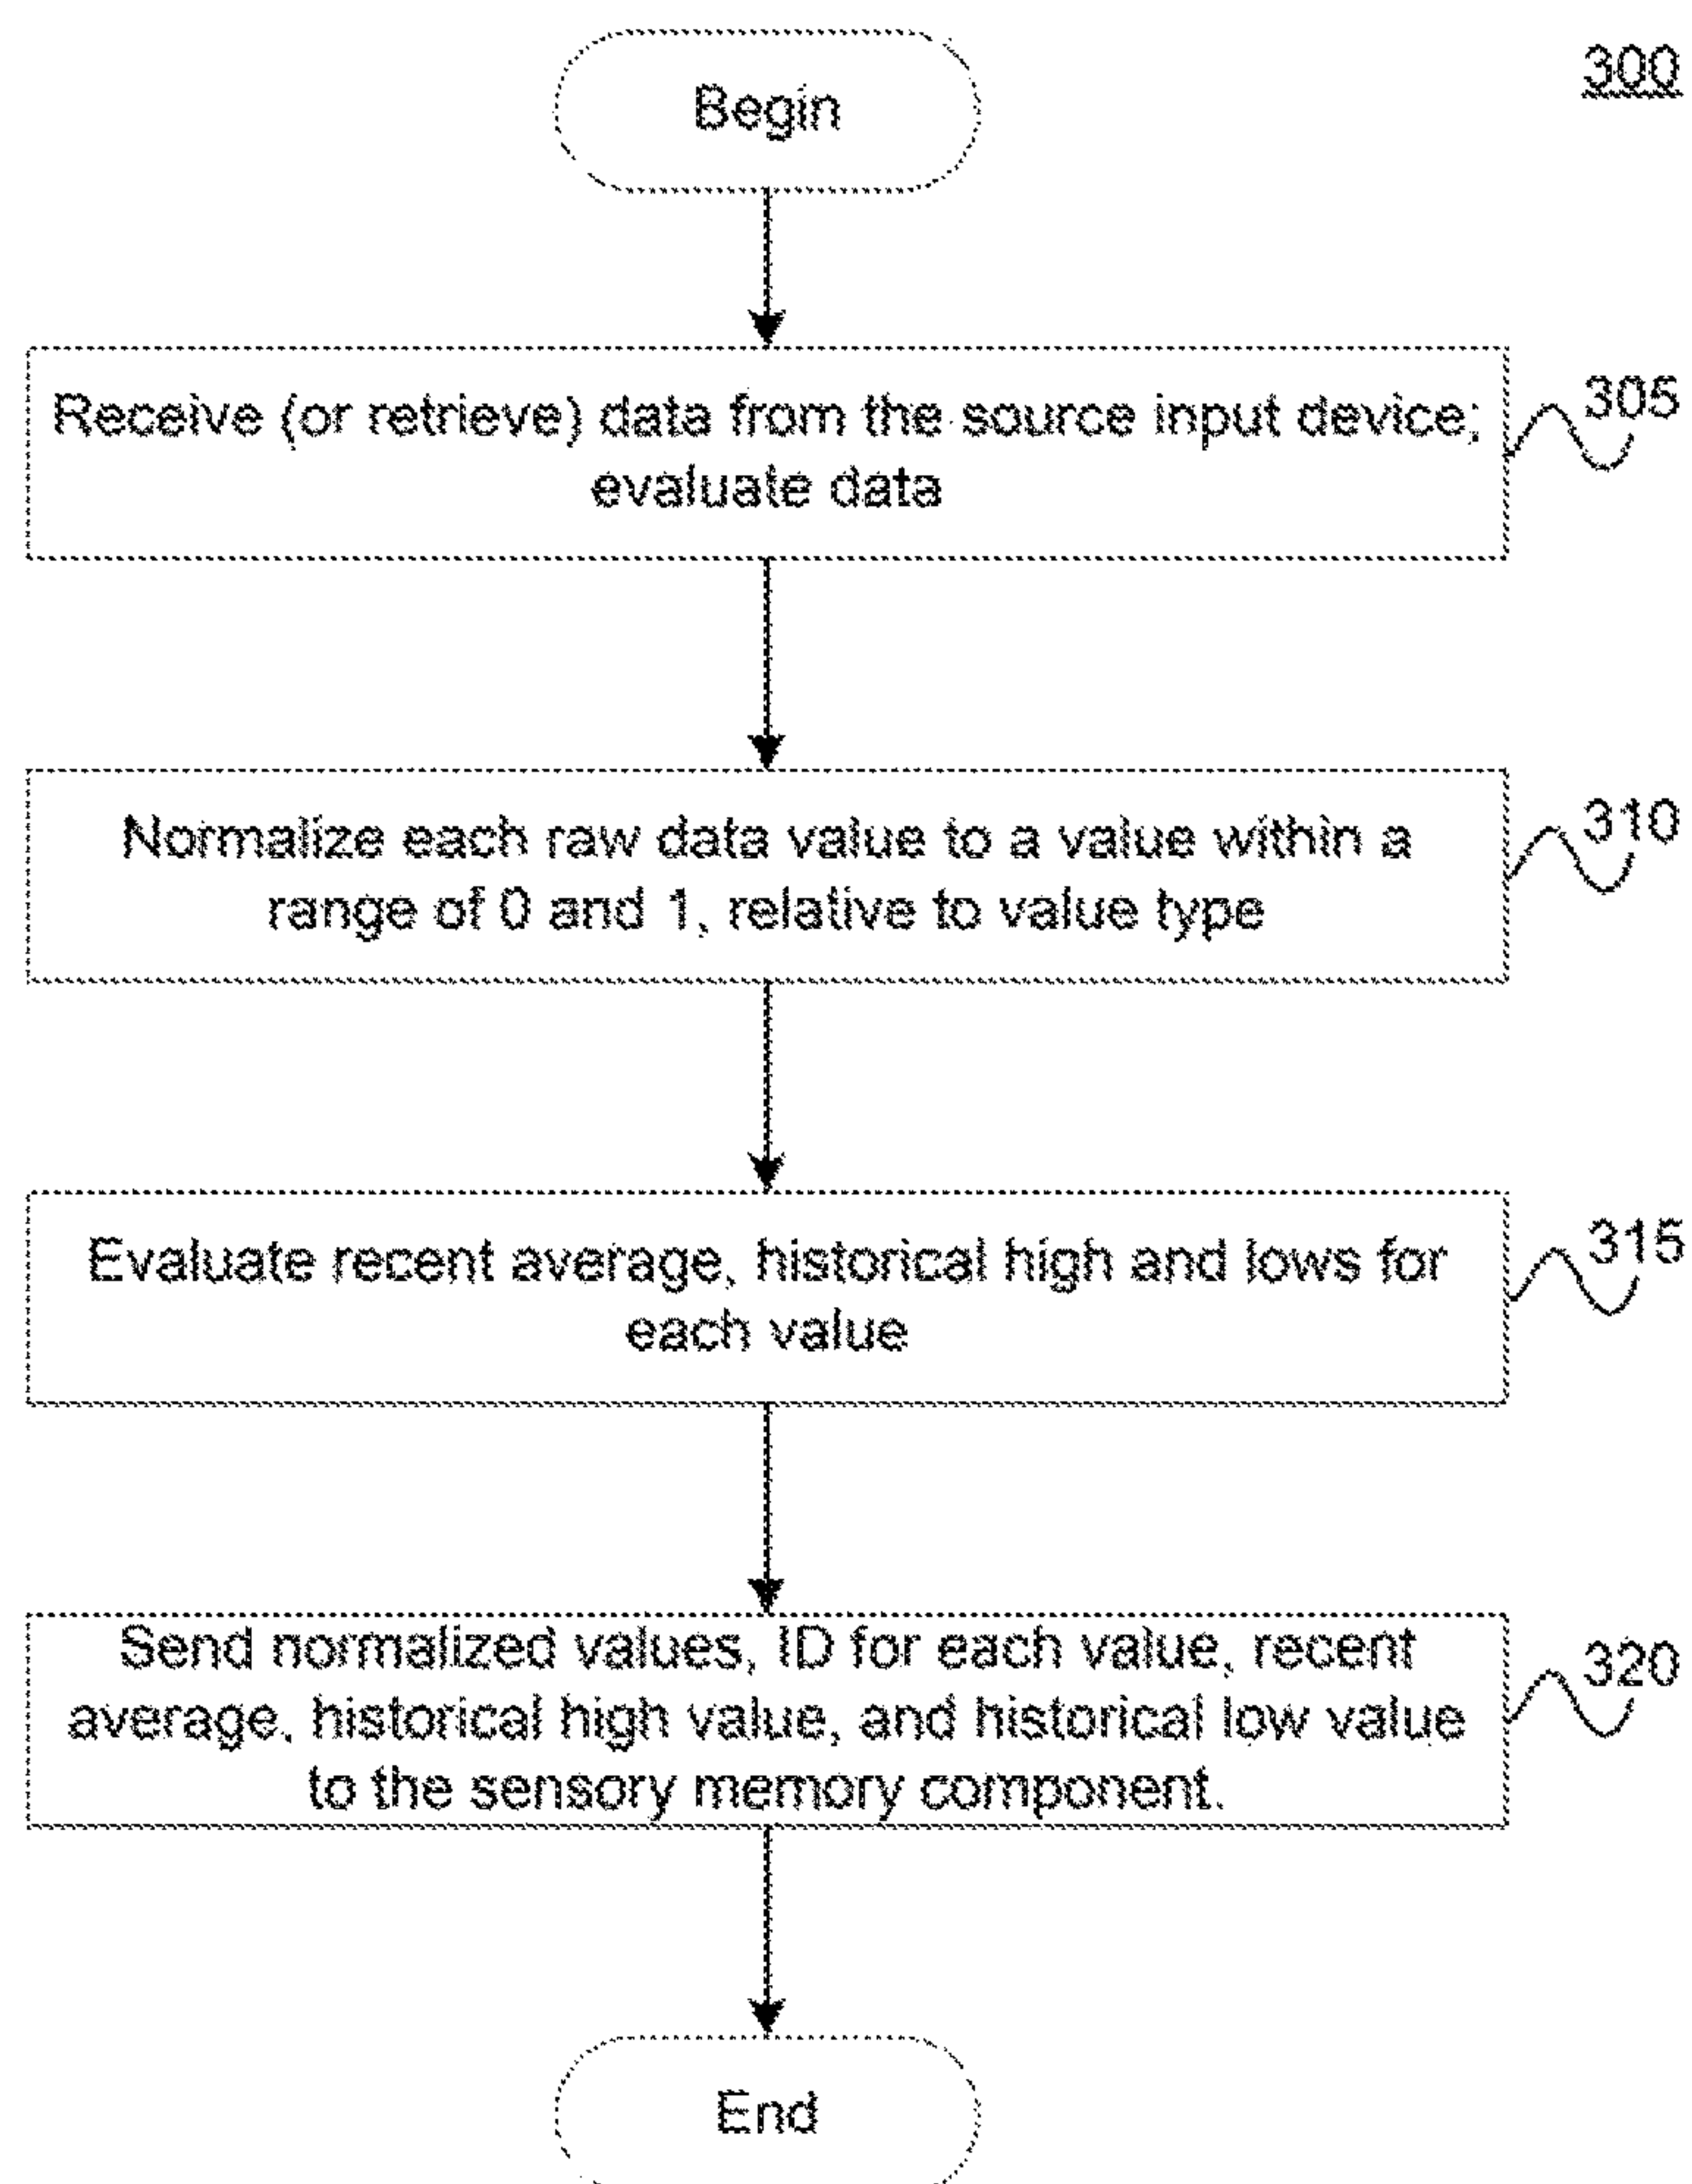 Begin
300
Receive (or retrieve) data from the source input device;
evaluate data
305
Normalize each raw data value to a value within a
range of 0 and 1, relative to value type
310
Evaluate recent average, historical high and lows for
each value
315
Send normalized values, ID for each value, recent
average, historical high value, and historical low value
to the sensory memory component.
320
End